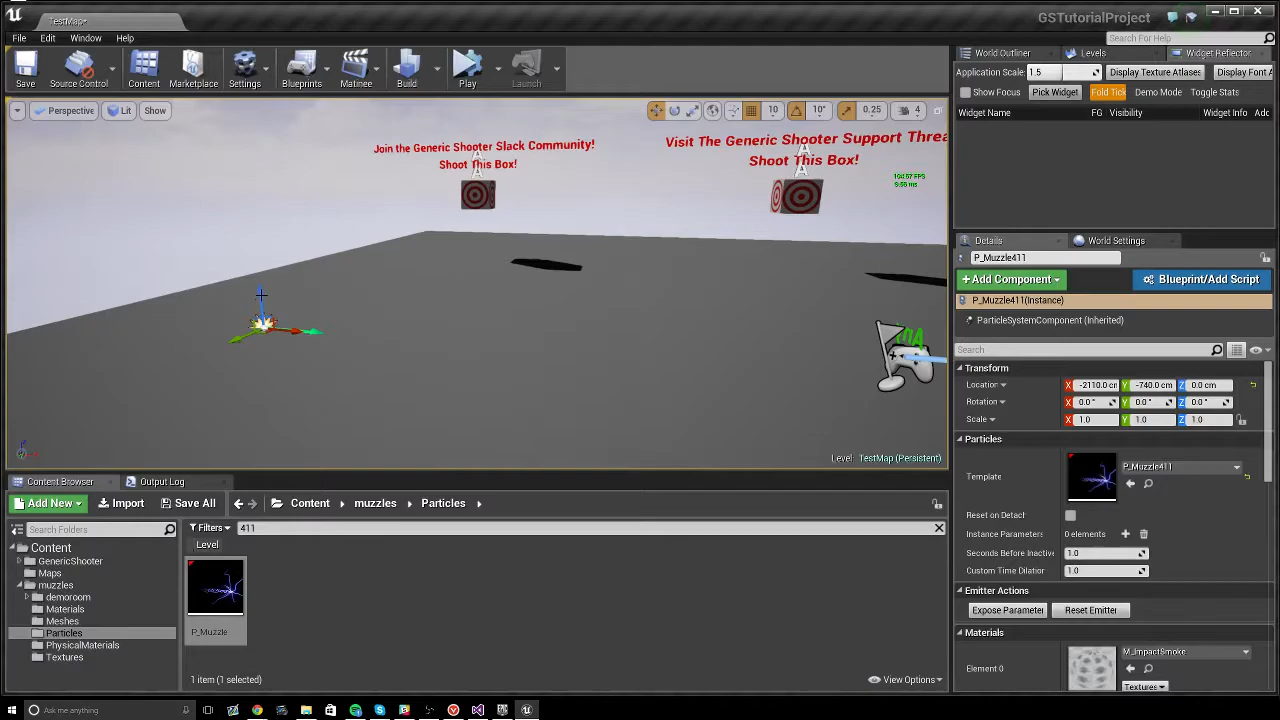 TestMap*
GSTutorialProject
File Edit Window Help
Search For Help
Save Source Control Content Marketplace Settings Blueprints Matinee Build Play Launch
World Outliner Levels Widget Reflector
Application Scale: 1.5 Display Texture Atlases Display Font A
Show Focus Pick Widget Fold Tick Demo Mode Toggle Stats
Widget Name FG Visibility Widget Info Add
Perspective Lit Show 10 10° 0.25 4
Join the Generic Shooter Slack Community!
Shoot This Box!
Visit The Generic Shooter Support Threa
Shoot This Box!
Level: TestMap (Persistent)
Details World Settings
P_Muzzle411
+Add Component Blueprint/Add Script
P_Muzzle411(Instance)
ParticleSystemComponent (Inherited)
Search
Transform
Location X -2110.0 cm Y -740.0 cm Z 0.0 cm
Rotation X 0.0° Y 0.0° Z 0.0°
Scale X 1.0 Y 1.0 Z 1.0
Particles
Template P_Muzzle411
Reset on Detach
Instance Parameters 0 elements
Seconds Before Inactive 1.0
Custom Time Dilation 1.0
Emitter Actions
Expose Parameter Reset Emitter
Materials
Element 0 M_ImpactSmoke
Textures
Content Browser Output Log
Add New Import Save All Content muzzles Particles
Search Folders
Filters 411
Level
Content
GenericShooter
Maps
muzzles
demoroom
Materials
Meshes
Particles
PhysicalMaterials
Textures
P_Muzzle
1 item (1 selected)
View Options
Ask me anything